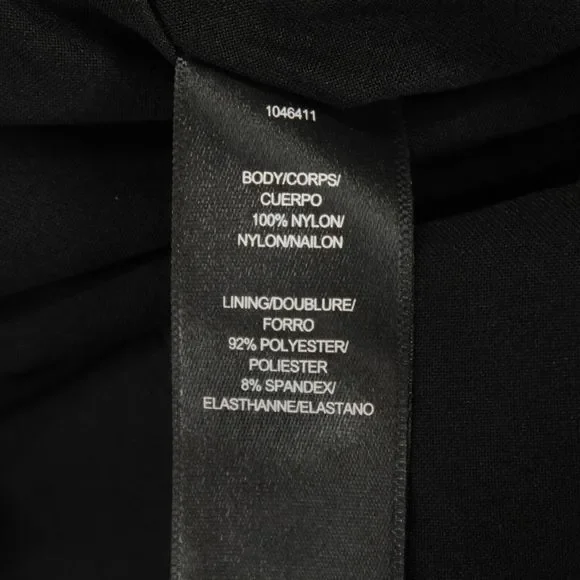 1046411
BODY/CORPS/
CUERPO
100% NYLON/
NYLON/NAILON
LINING/DOUBLURE/
FORRO
92% POLYESTER/
POLIESTER
8% SPANDEX/
ELASTHANNE/ELASTANO